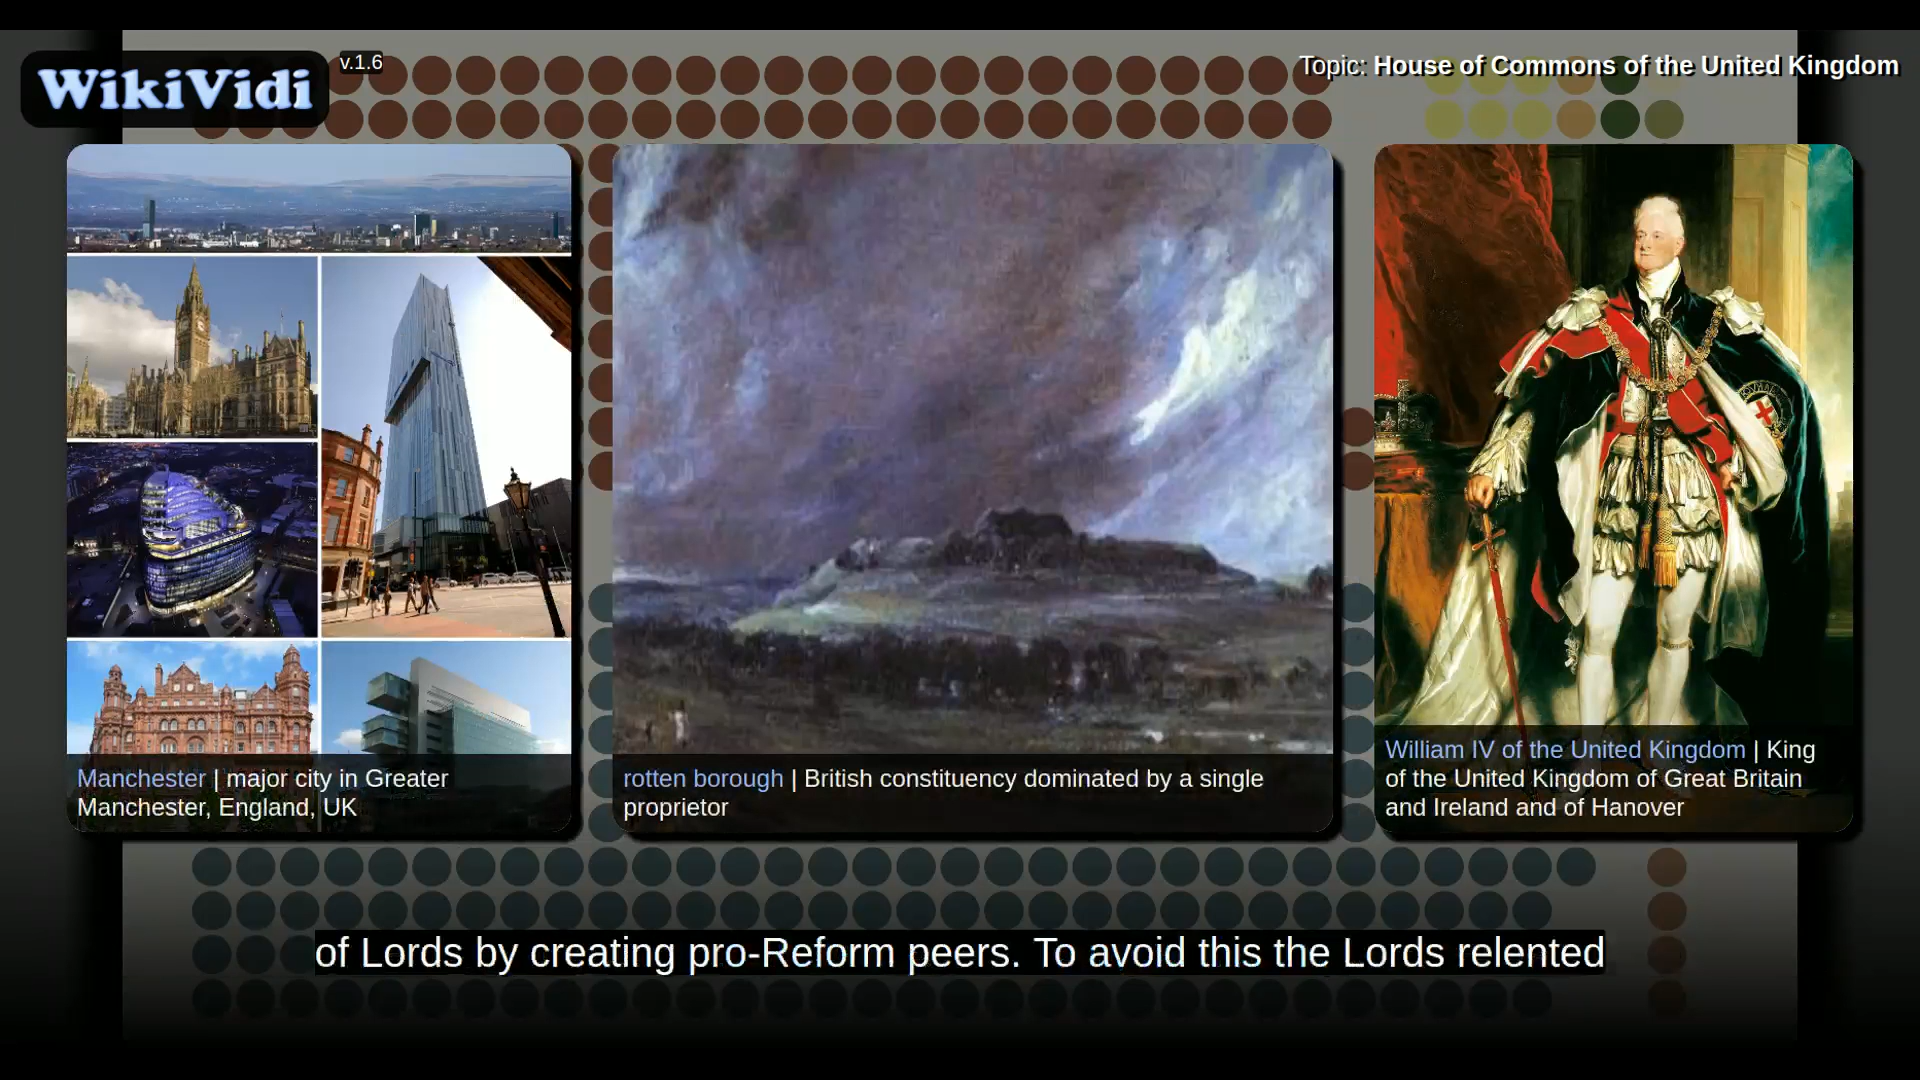 WikiVidi
v.1.6
Topic: House of Commons of the United Kingdom
Manchester | major city in Greater
Manchester, England, UK
rotten borough | British constituency dominated by a single
proprietor
William IV of the United Kingdom | King
of the United Kingdom of Great Britain
and Ireland and of Hanover
of Lords by creating pro-Reform peers. To avoid this the Lords relented